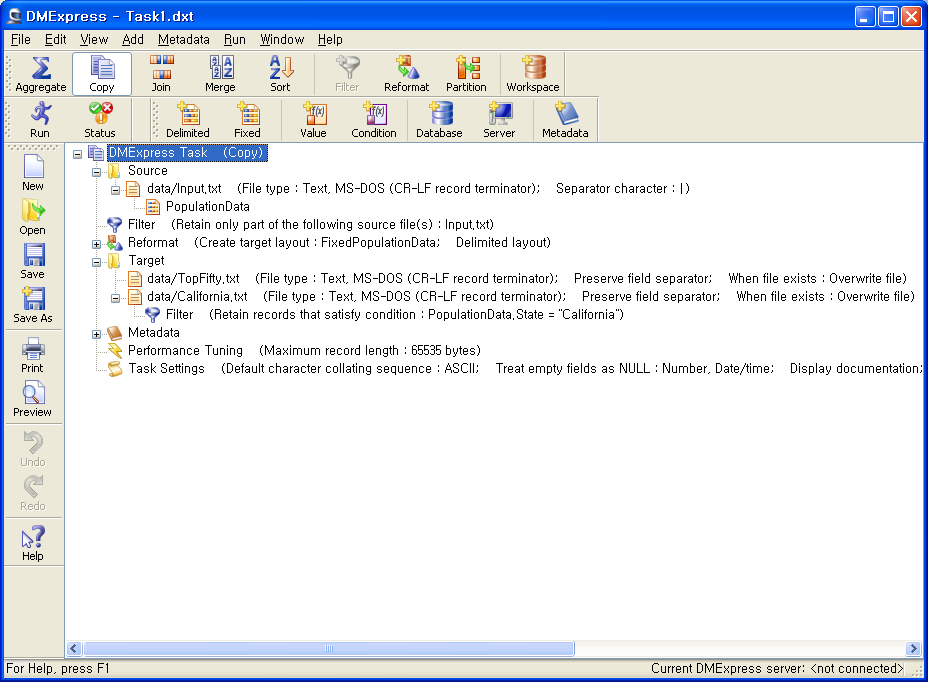 DMExpress - Task1.dxt
File Edit View Add Metadata Run Window Help
Aggregate Copy Join Merge Sort Filter Reformat Partition Workspace
Run Status Delimited Fixed Value Condition Database Server Metadata
New
Open
Save
Save As
Print
Preview
Undo
Redo
Help
DMExpress Task (Copy)
Source
data/Input.txt (File type : Text, MS-DOS (CR-LF record terminator); Separator character : |)
PopulationData
Filter (Retain only part of the following source file(s) : Input.txt)
Reformat (Create target layout : FixedPopulationData; Delimited layout)
Target
data/TopFifty.txt (File type : Text, MS-DOS (CR-LF record terminator); Preserve field separator; When file exists : Overwrite file)
data/California.txt (File type : Text, MS-DOS (CR-LF record terminator); Preserve field separator; When file exists : Overwrite file)
Filter (Retain records that satisfy condition : PopulationData.State = "California")
Metadata
Performance Tuning (Maximum record length : 65535 bytes)
Task Settings (Default character collating sequence : ASCII; Treat empty fields as NULL : Number, Date/time; Display documentation;
For Help, press F1
Current DMExpress server: <not connected>